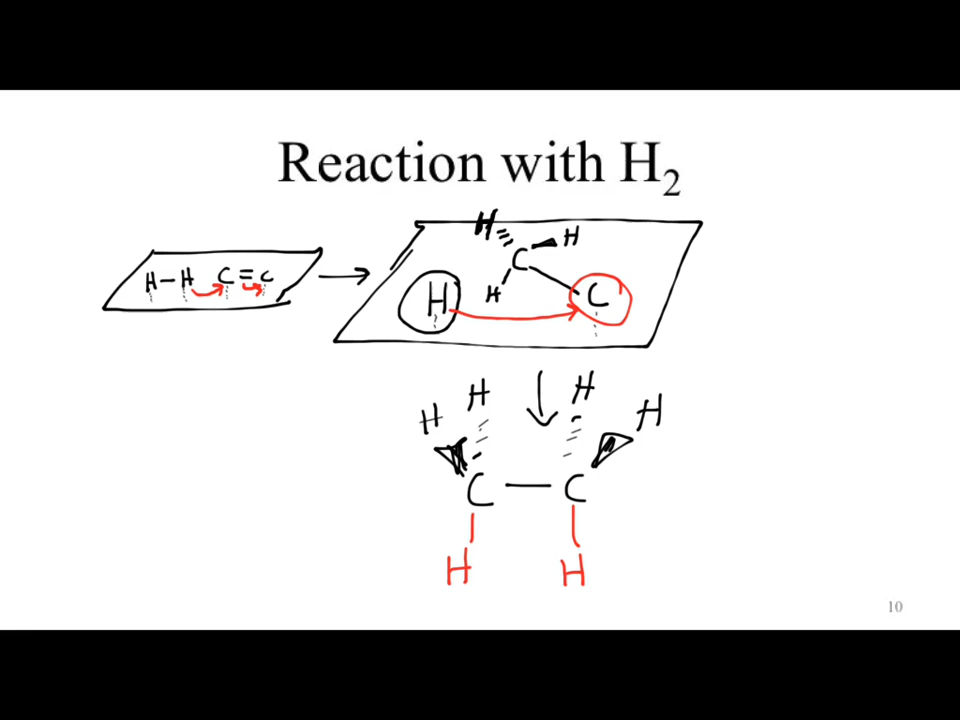 Reaction with H₂
H H
C
H-H C=C
H C
H
H H
H H
C — C
H H
10